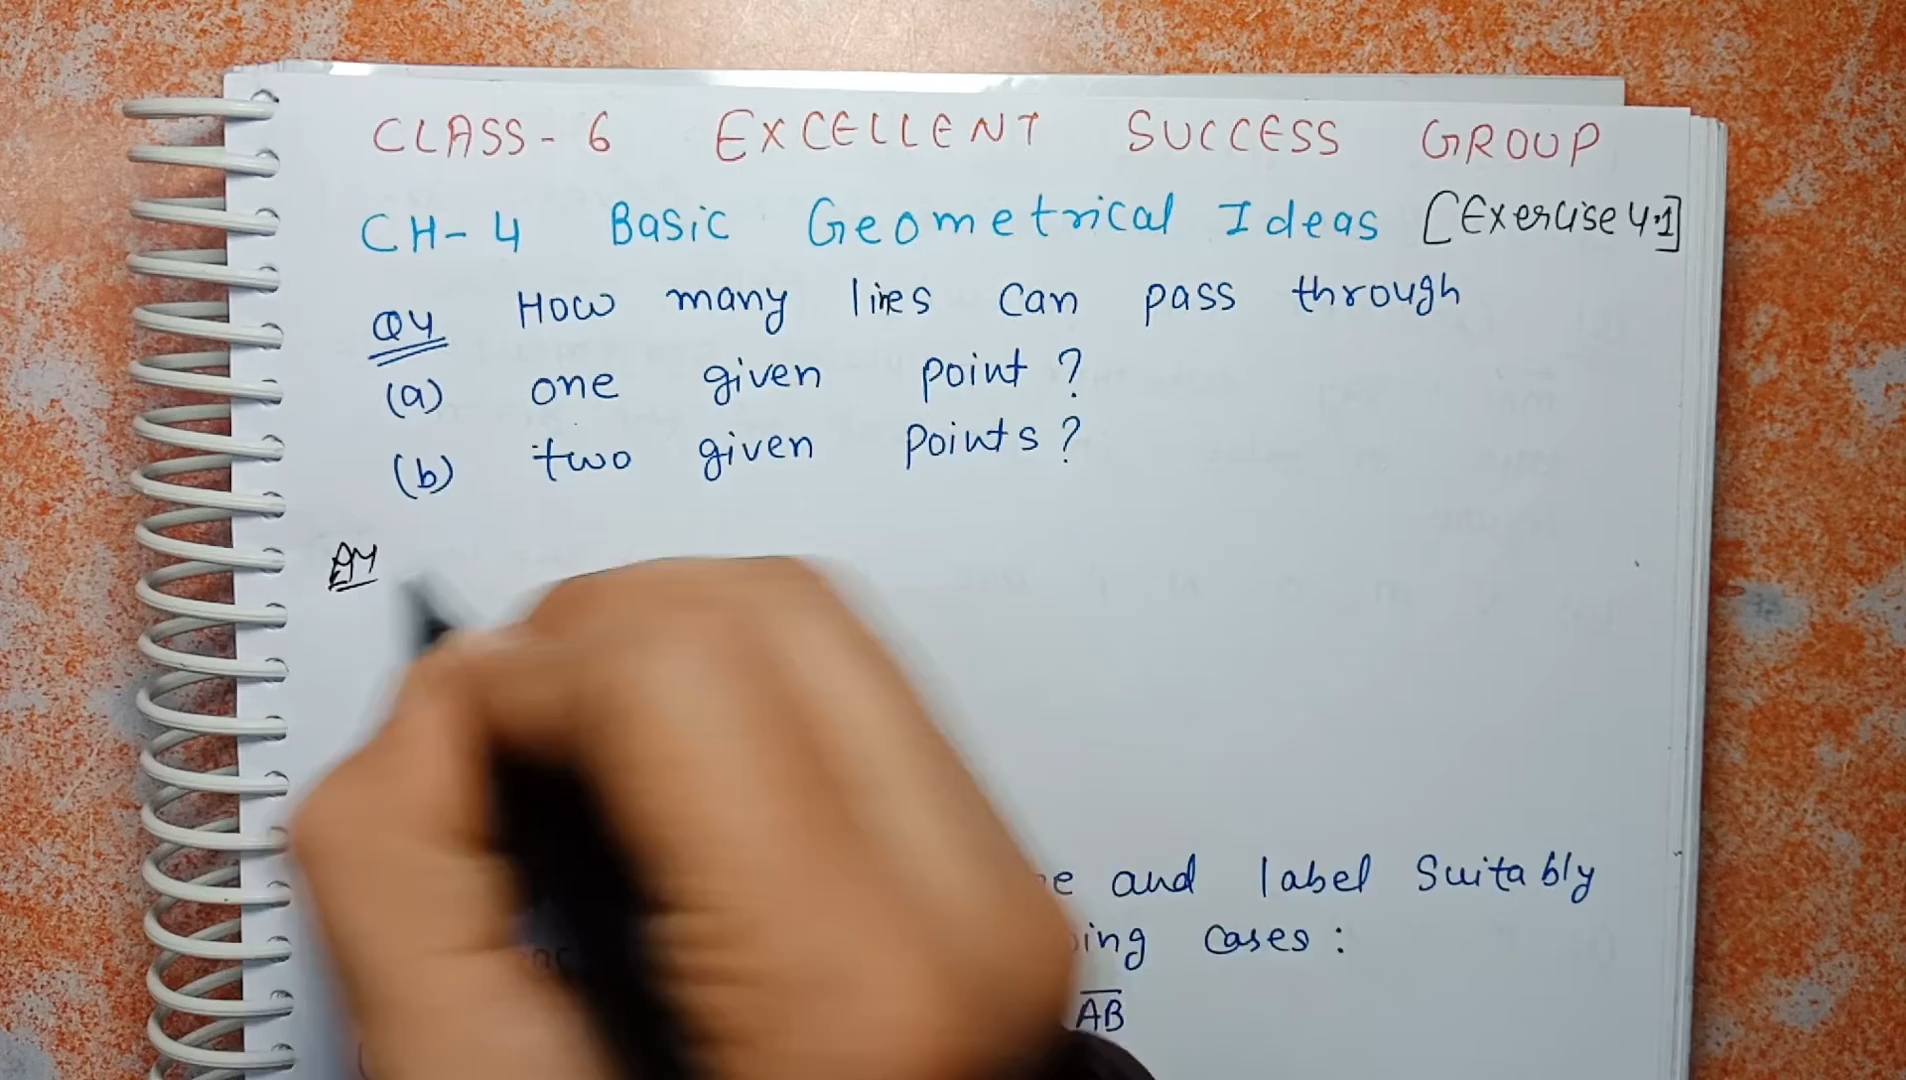 CLASS-6 EXCELLENT SUCCESS GROUP
CH-4 Basic Geometrical Ideas [Exercise 4.1]
Q4 How many lines can pass through
(a) one given point?
(b) two given points?
A4
and label suitably
cases:
AB